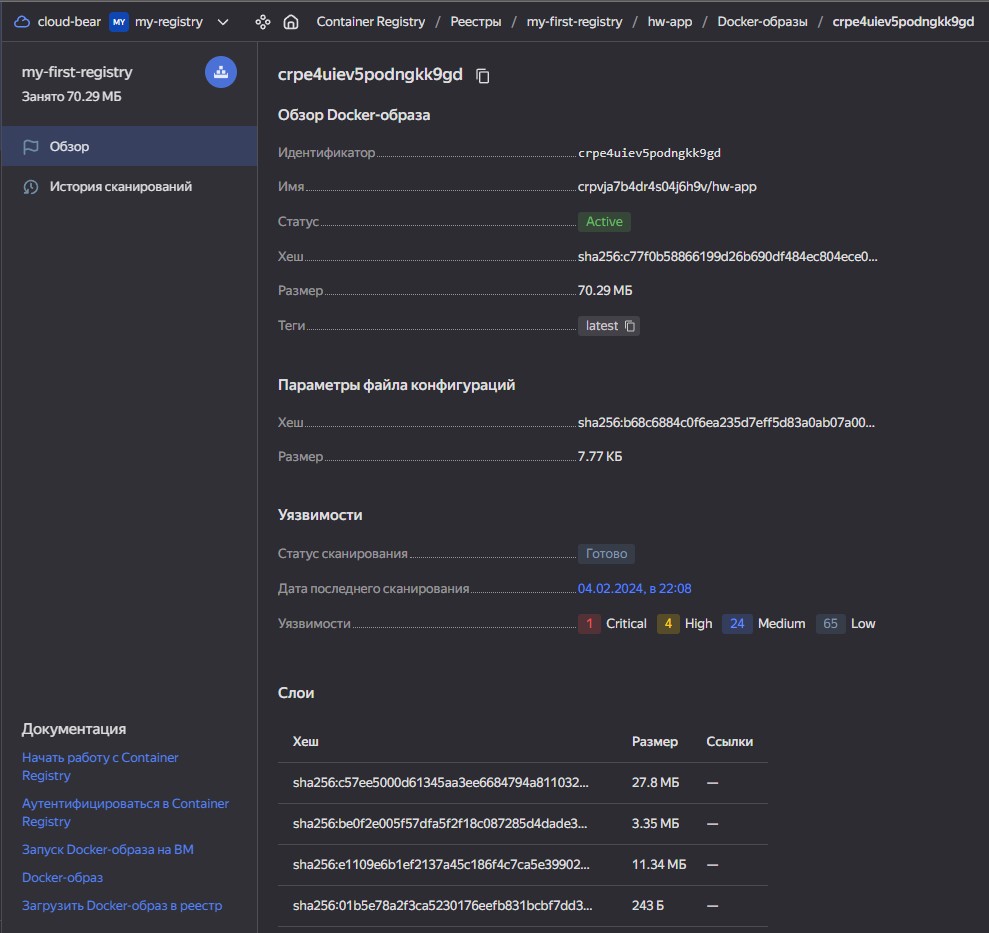 cloud-bear MY my-registry Container Registry / Реестры / my-first-registry / hw-app / Docker-образы / crpe4uiev5podngkk9gd
my-first-registry
Занято 70.29 МБ
Обзор
История сканирований
Документация
Начать работу с Container
Registry
Аутентифицироваться в Container
Registry
Запуск Docker-образа на ВМ
Docker-образ
Загрузить Docker-образ в реестр
crpe4uiev5podngkk9gd
Обзор Docker-образа
Идентификатор crpe4uiev5podngkk9gd
Имя crpvja7b4dr4s04j6h9v/hw-app
Статус Active
Хеш sha256:c77f0b58866199d26b690df484ec804ece0...
Размер 70.29 МБ
Теги latest
Параметры файла конфигураций
Хеш sha256:b68c6884c0f6ea235d7eff5d83a0ab07a00...
Размер 7.77 КБ
Уязвимости
Статус сканирования Готово
Дата последнего сканирования 04.02.2024, в 22:08
Уязвимости 1 Critical 4 High 24 Medium 65 Low
Слои
Хеш Размер Ссылки
sha256:c57ee5000d61345aa3ee6684794a811032... 27.8 МБ —
sha256:be0f2e005f57dfa5f2f18c087285d4dade3... 3.35 МБ —
sha256:e1109e6b1ef2137a45c186f4c7ca5e39902... 11.34 МБ —
sha256:01b5e78a2f3ca5230176eefb831bcbf7dd3... 243 Б —